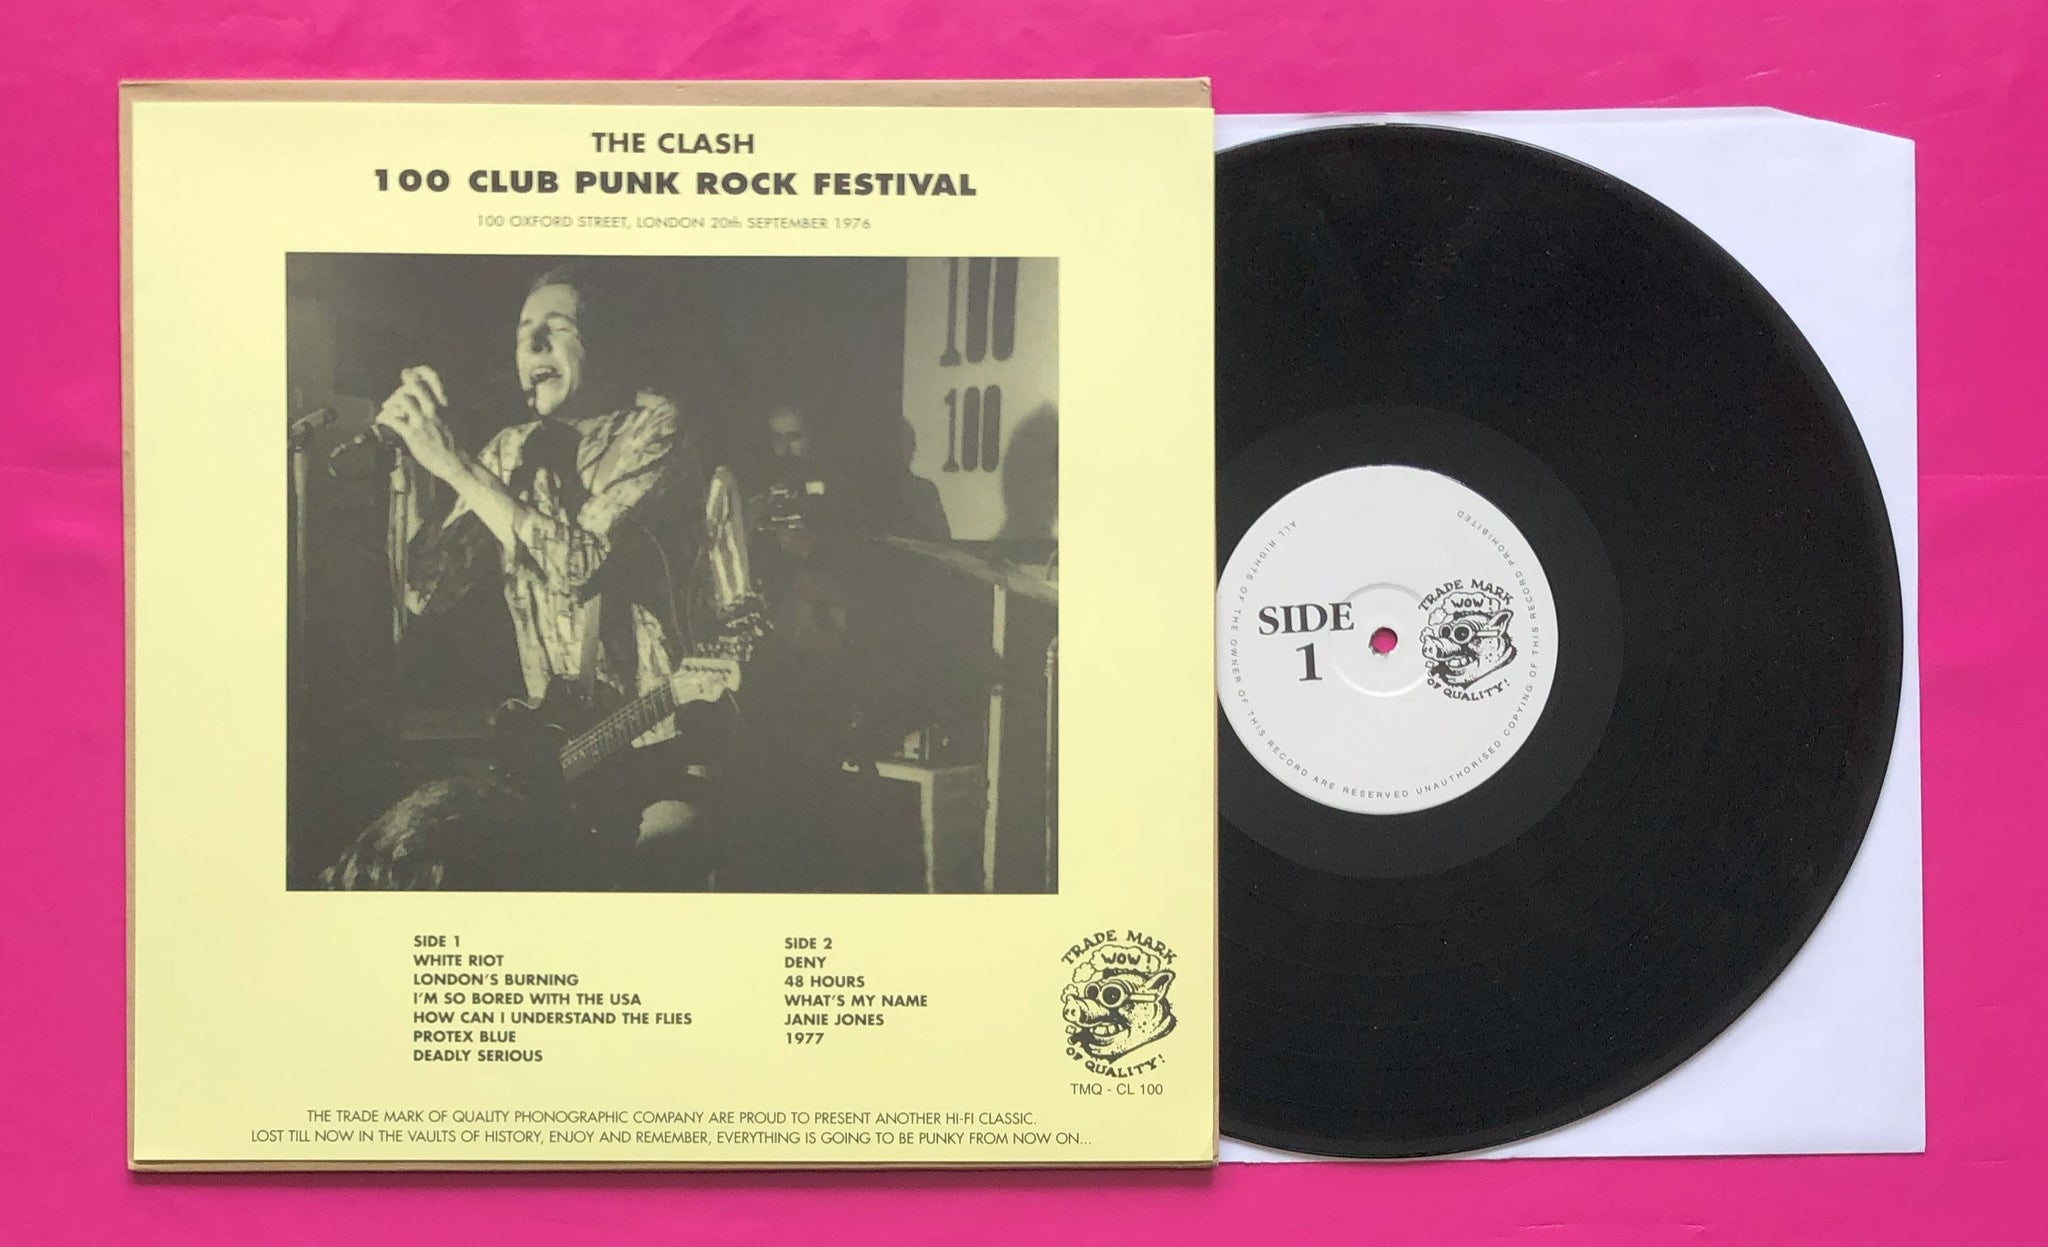 THE CLASH
100 CLUB PUNK ROCK FESTIVAL
100 OXFORD STREET, LONDON 20th SEPTEMBER 1976
100
100
SIDE 1
WHITE RIOT
LONDON'S BURNING
I'M SO BORED WITH THE USA
HOW CAN I UNDERSTAND THE FLIES
PROTEX BLUE
DEADLY SERIOUS
SIDE 2
DENY
48 HOURS
WHAT'S MY NAME
JANIE JONES
1977
TRADE MARK
WOW!
OF QUALITY!
TMQ - CL 100
THE TRADE MARK OF QUALITY PHONOGRAPHIC COMPANY ARE PROUD TO PRESENT ANOTHER HI-FI CLASSIC.
LOST TILL NOW IN THE VAULTS OF HISTORY, ENJOY AND REMEMBER, EVERYTHING IS GOING TO BE PUNKY FROM NOW ON...
SIDE
1
TRADE MARK
WOW!
OF QUALITY!
ALL RIGHTS OF THE OWNER OF THIS RECORD ARE RESERVED UNAUTHORISED COPYING OF THIS RECORD PROHIBITED